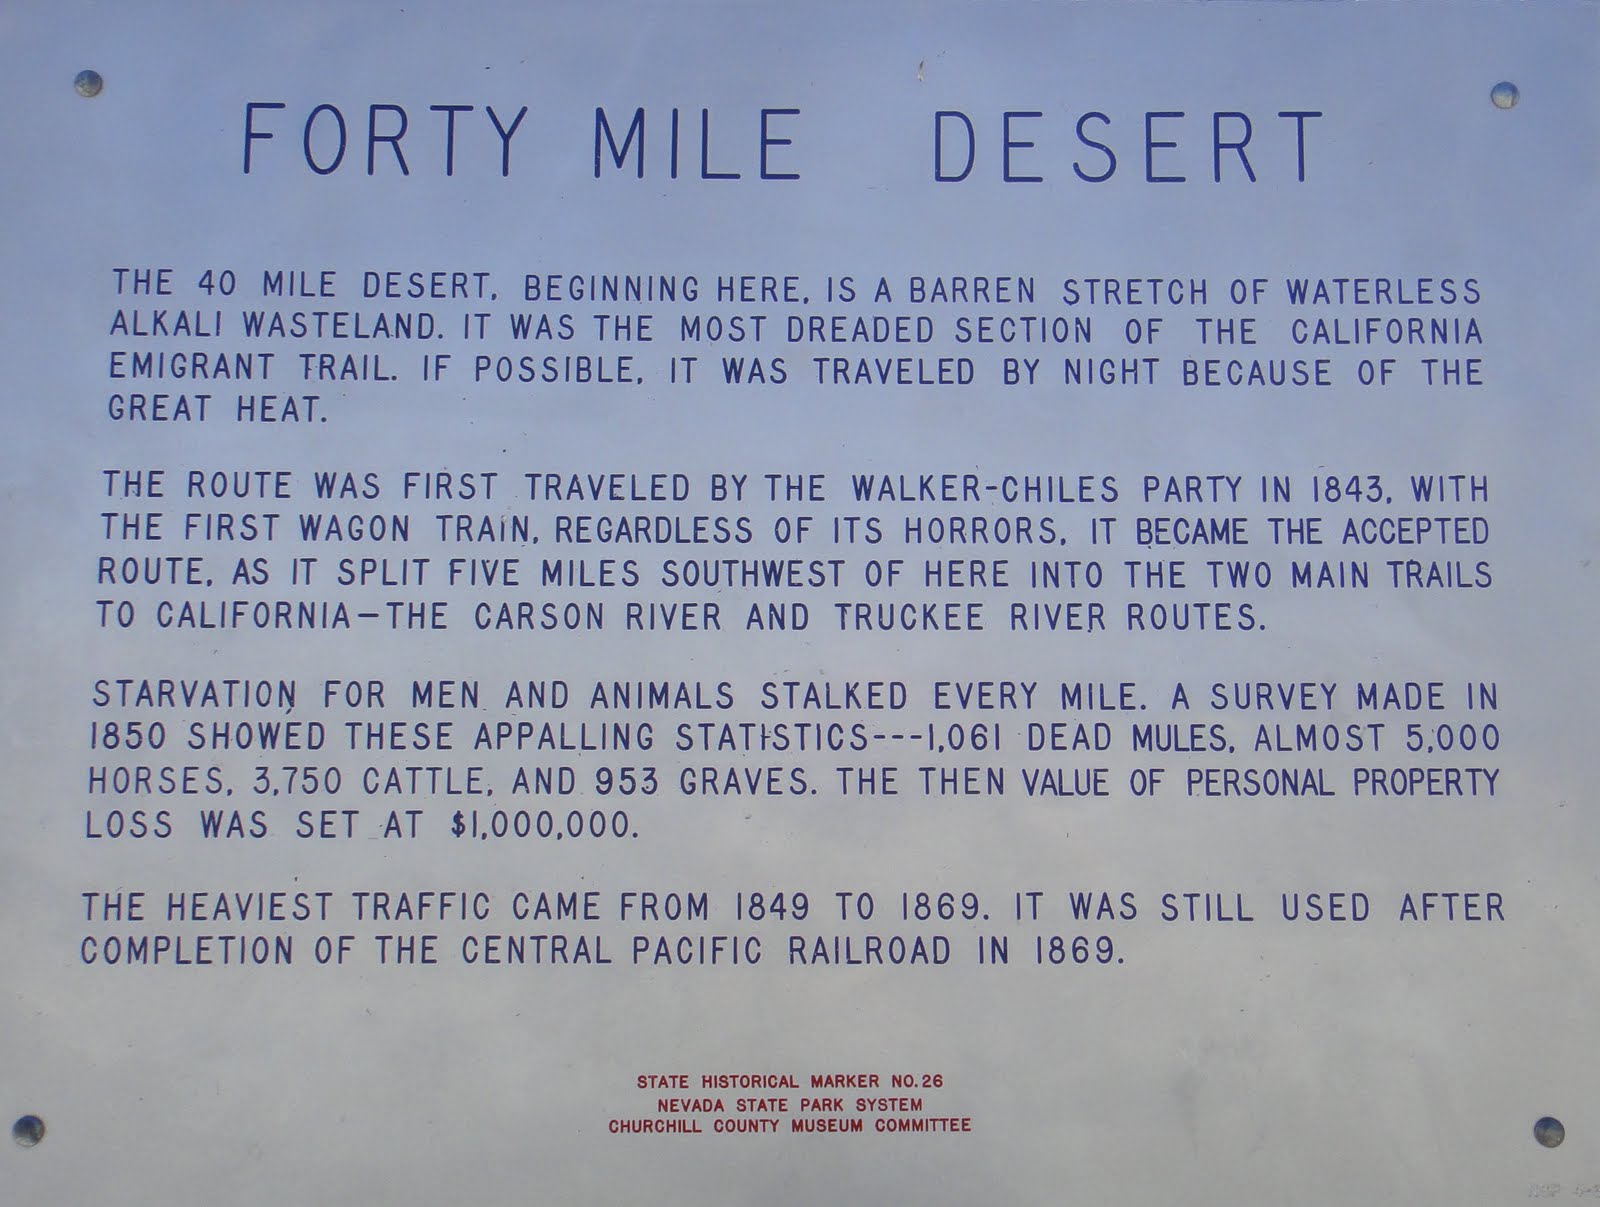 FORTY MILE DESERT
THE 40 MILE DESERT, BEGINNING HERE, IS A BARREN STRETCH OF WATERLESS
ALKALI WASTELAND. IT WAS THE MOST DREADED SECTION OF THE CALIFORNIA
EMIGRANT TRAIL. IF POSSIBLE, IT WAS TRAVELED BY NIGHT BECAUSE OF THE
GREAT HEAT.
THE ROUTE WAS FIRST TRAVELED BY THE WALKER-CHILES PARTY IN 1843, WITH
THE FIRST WAGON TRAIN, REGARDLESS OF ITS HORRORS, IT BECAME THE ACCEPTED
ROUTE, AS IT SPLIT FIVE MILES SOUTHWEST OF HERE INTO THE TWO MAIN TRAILS
TO CALIFORNIA—THE CARSON RIVER AND TRUCKEE RIVER ROUTES.
STARVATION FOR MEN AND ANIMALS STALKED EVERY MILE. A SURVEY MADE IN
1850 SHOWED THESE APPALLING STATISTICS---1,061 DEAD MULES, ALMOST 5,000
HORSES, 3,750 CATTLE, AND 953 GRAVES. THE THEN VALUE OF PERSONAL PROPERTY
LOSS WAS SET AT $1,000,000.
THE HEAVIEST TRAFFIC CAME FROM 1849 TO 1869. IT WAS STILL USED AFTER
COMPLETION OF THE CENTRAL PACIFIC RAILROAD IN 1869.
STATE HISTORICAL MARKER NO.26
NEVADA STATE PARK SYSTEM
CHURCHILL COUNTY MUSEUM COMMITTEE